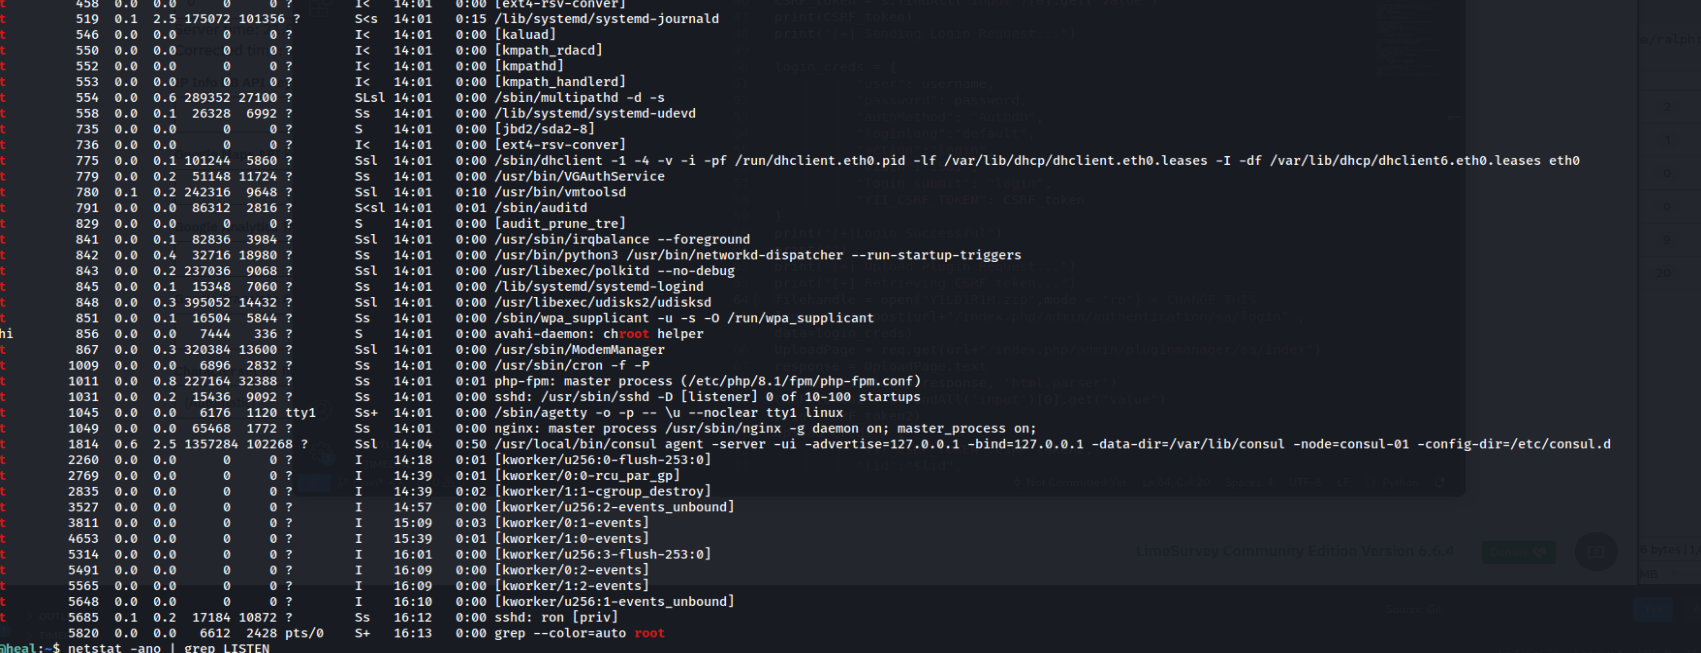 t 458 0.0 0.0 0 0 ? I< 14:01 0:00 [ext4-rsv-conver]
t 519 0.1 2.5 175072 101356 ? S<s 14:01 0:15 /lib/systemd/systemd-journald
t 546 0.0 0.0 0 0 ? I< 14:01 0:00 [kaluad]
t 550 0.0 0.0 0 0 ? I< 14:01 0:00 [kmpath_rdacd]
t 552 0.0 0.0 0 0 ? I< 14:01 0:00 [kmpathd]
t 553 0.0 0.0 0 0 ? I< 14:01 0:00 [kmpath_handlerd]
t 554 0.0 0.6 289352 27100 ? SLsl 14:01 0:00 /sbin/multipathd -d -s
t 558 0.0 0.1 26328 6992 ? Ss 14:01 0:00 /lib/systemd/systemd-udevd
t 735 0.0 0.0 0 0 ? S 14:01 0:00 [jbd2/sda2-8]
t 736 0.0 0.0 0 0 ? I< 14:01 0:00 [ext4-rsv-conver]
t 775 0.0 0.1 101244 5860 ? Ssl 14:01 0:00 /sbin/dhclient -1 -4 -v -i -pf /run/dhclient.eth0.pid -lf /var/lib/dhcp/dhclient.eth0.leases -I -df /var/lib/dhcp/dhclient6.eth0.leases eth0
t 779 0.0 0.2 51148 11724 ? Ss 14:01 0:00 /usr/bin/VGAuthService
t 780 0.1 0.2 242316 9648 ? Ssl 14:01 0:10 /usr/bin/vmtoolsd
t 791 0.0 0.0 86312 2816 ? S<sl 14:01 0:01 /sbin/auditd
t 829 0.0 0.0 0 0 ? S 14:01 0:00 [audit_prune_tre]
t 841 0.0 0.1 82836 3984 ? Ssl 14:01 0:00 /usr/sbin/irqbalance --foreground
t 842 0.0 0.4 32716 18980 ? Ss 14:01 0:00 /usr/bin/python3 /usr/bin/networkd-dispatcher --run-startup-triggers
t 843 0.0 0.2 237036 9068 ? Ssl 14:01 0:00 /usr/libexec/polkitd --no-debug
t 845 0.0 0.1 15348 7060 ? Ss 14:01 0:00 /lib/systemd/systemd-logind
t 848 0.0 0.3 395052 14432 ? Ssl 14:01 0:00 /usr/libexec/udisks2/udisksd
t 851 0.0 0.1 16504 5844 ? Ss 14:01 0:00 /sbin/wpa_supplicant -u -s -O /run/wpa_supplicant
hi 856 0.0 0.0 7444 336 ? S 14:01 0:00 avahi-daemon: chroot helper
t 867 0.0 0.3 320384 13600 ? Ssl 14:01 0:00 /usr/sbin/ModemManager
t 1009 0.0 0.0 6896 2832 ? Ss 14:01 0:00 /usr/sbin/cron -f -P
t 1011 0.0 0.8 227164 32388 ? Ss 14:01 0:01 php-fpm: master process (/etc/php/8.1/fpm/php-fpm.conf)
t 1031 0.0 0.2 15436 9092 ? Ss 14:01 0:00 sshd: /usr/sbin/sshd -D [listener] 0 of 10-100 startups
t 1045 0.0 0.0 6176 1120 tty1 Ss+ 14:01 0:00 /sbin/agetty -o -p -- \u --noclear tty1 linux
t 1049 0.0 0.0 65468 1772 ? Ss 14:01 0:00 nginx: master process /usr/sbin/nginx -g daemon on; master_process on;
t 1814 0.6 2.5 1357284 102268 ? Ssl 14:04 0:50 /usr/local/bin/consul agent -server -ui -advertise=127.0.0.1 -bind=127.0.0.1 -data-dir=/var/lib/consul -node=consul-01 -config-dir=/etc/consul.d
t 2260 0.0 0.0 0 0 ? I 14:18 0:01 [kworker/u256:0-flush-253:0]
t 2769 0.0 0.0 0 0 ? I 14:39 0:01 [kworker/0:0-rcu_par_gp]
t 2835 0.0 0.0 0 0 ? I 14:39 0:02 [kworker/1:1-cgroup_destroy]
t 3527 0.0 0.0 0 0 ? I 14:57 0:00 [kworker/u256:2-events_unbound]
t 3811 0.0 0.0 0 0 ? I 15:09 0:03 [kworker/0:1-events]
t 4653 0.0 0.0 0 0 ? I 15:39 0:01 [kworker/1:0-events]
t 5314 0.0 0.0 0 0 ? I 16:01 0:00 [kworker/u256:3-flush-253:0]
LimeSurvey Community Edition Version 6.6.4
t 5491 0.0 0.0 0 0 ? I 16:09 0:00 [kworker/0:2-events]
t 5565 0.0 0.0 0 0 ? I 16:09 0:00 [kworker/1:2-events]
t 5648 0.0 0.0 0 0 ? I 16:10 0:00 [kworker/u256:1-events_unbound]
t 5685 0.1 0.2 17184 10872 ? Ss 16:12 0:00 sshd: ron [priv]
5820 0.0 0.0 6612 2428 pts/0 S+ 16:13 0:00 grep --color=auto root
@heal:~$ netstat -ano | grep LISTEN